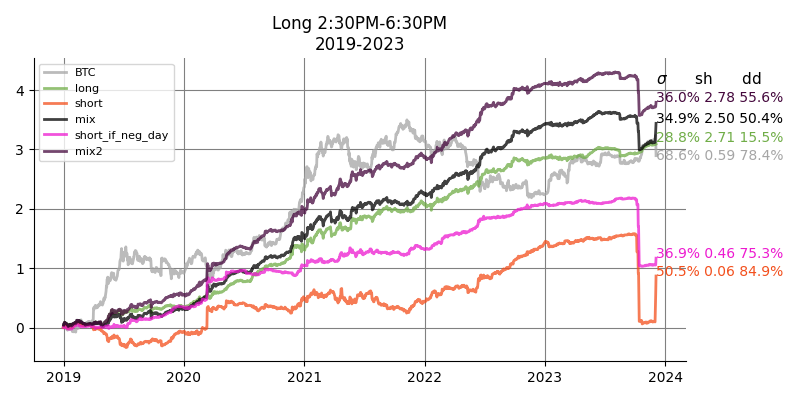 Long 2:30PM-6:30PM
2019-2023
BTC
long
short
mix
short_if_neg_day
mix2
σ sh dd
36.0% 2.78 55.6%
34.9% 2.50 50.4%
28.8% 2.71 15.5%
68.6% 0.59 78.4%
36.9% 0.46 75.3%
50.5% 0.06 84.9%
4
3
2
1
0
2019 2020 2021 2022 2023 2024